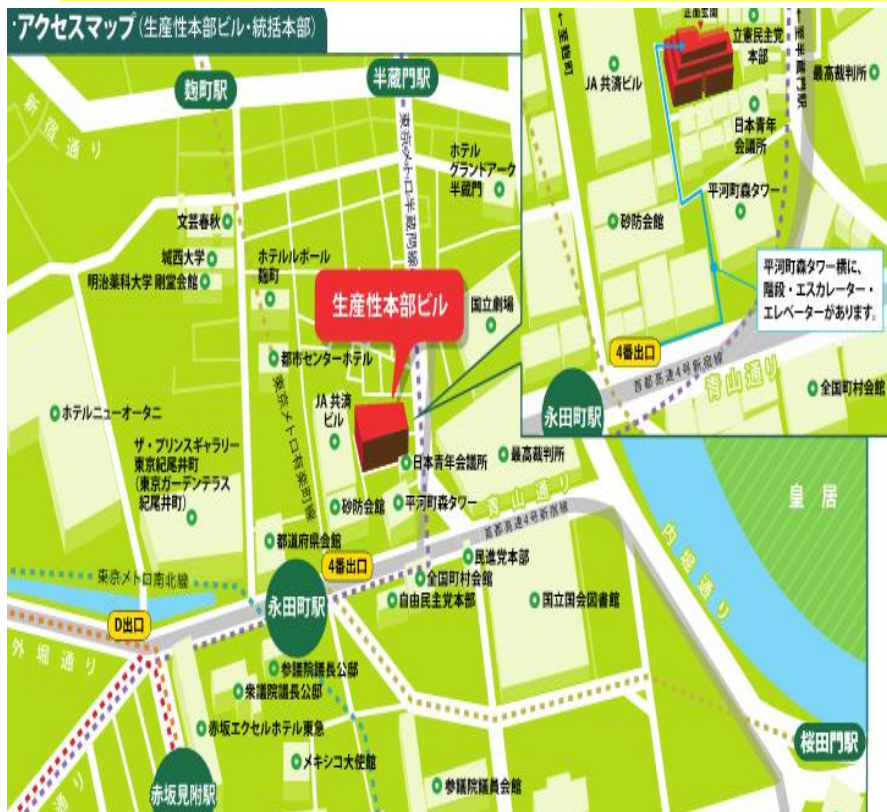 ・アクセスマップ(生産性本部ビル・統括本部)
麹町駅
半蔵門駅
新宿通り
東京メトロ半蔵門線
ホテル
グランドアーク
半蔵門
文芸春秋
城西大学
明治薬科大学 剛堂会館
ホテルルポール
麹町
生産性本部ビル
国立劇場
都市センターホテル
東京メトロ有楽町線
JA 共済
ビル
ホテルニューオータニ
ザ・プリンスギャラリー
東京紀尾井町
(東京ガーデンテラス
紀尾井町)
日本青年会議所
最高裁判所
砂防会館
平河町森タワー
青山通り
首都高速4号新宿線
都道府県会館
4番出口
民進党本部
全国町村会館
自由民主党本部
国立国会図書館
東京メトロ南北線
永田町駅
D出口
外堀通り
参議院議長公邸
衆議院議長公邸
赤坂エクセルホテル東急
メキシコ大使館
赤坂見附駅
参議院議員会館
桜田門駅
内堀通り
皇居
←至麹町
正面玄関
立憲民主党
本部
JA 共済ビル
最高裁判所
至半蔵門駅
日本青年
会議所
平河町森タワー
砂防会館
平河町森タワー横に、
階段・エスカレーター・
エレベーターがあります。
4番出口
首都高速4号新宿線
青山通り
全国町村会館
永田町駅